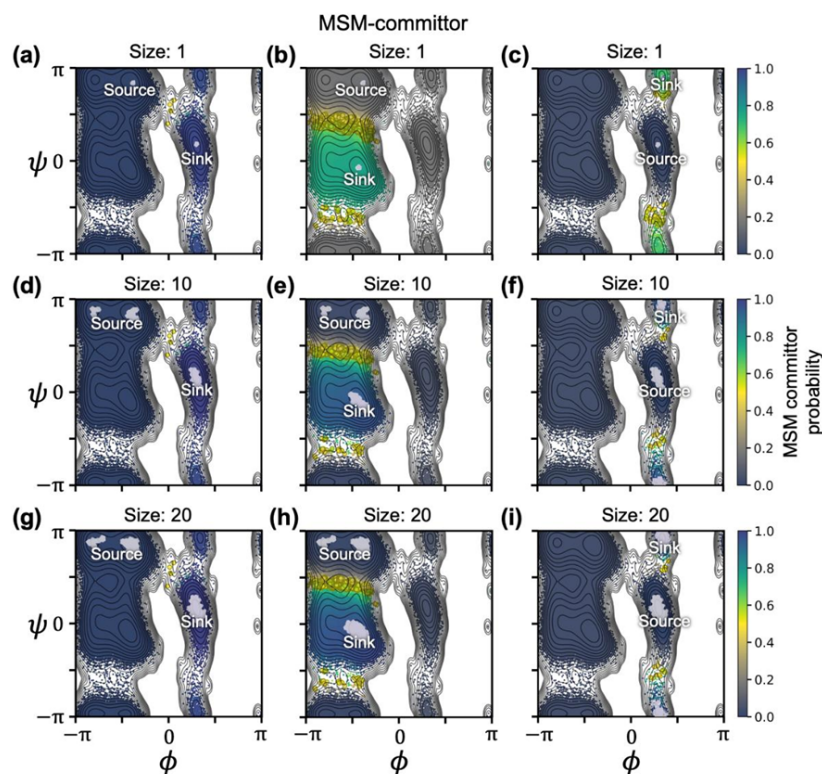 MSM-committor
(a) Size: 1 (b) Size: 1 (c) Size: 1
π 1.0
Source Source Sink
0.8
0.6
ψ 0 Sink Sink Source
0.4
0.2
−π 0.0
(d) Size: 10 (e) Size: 10 (f) Size: 10
π 1.0
Source Source Sink
0.8
0.6
ψ 0 Sink Sink Source
0.4
0.2
−π 0.0
MSM committor
probability
(g) Size: 20 (h) Size: 20 (i) Size: 20
π 1.0
Source Source Sink
0.8
0.6
ψ 0 Sink Sink Source
0.4
0.2
−π 0.0
−π 0 π −π 0 π −π 0 π
ϕ ϕ ϕ